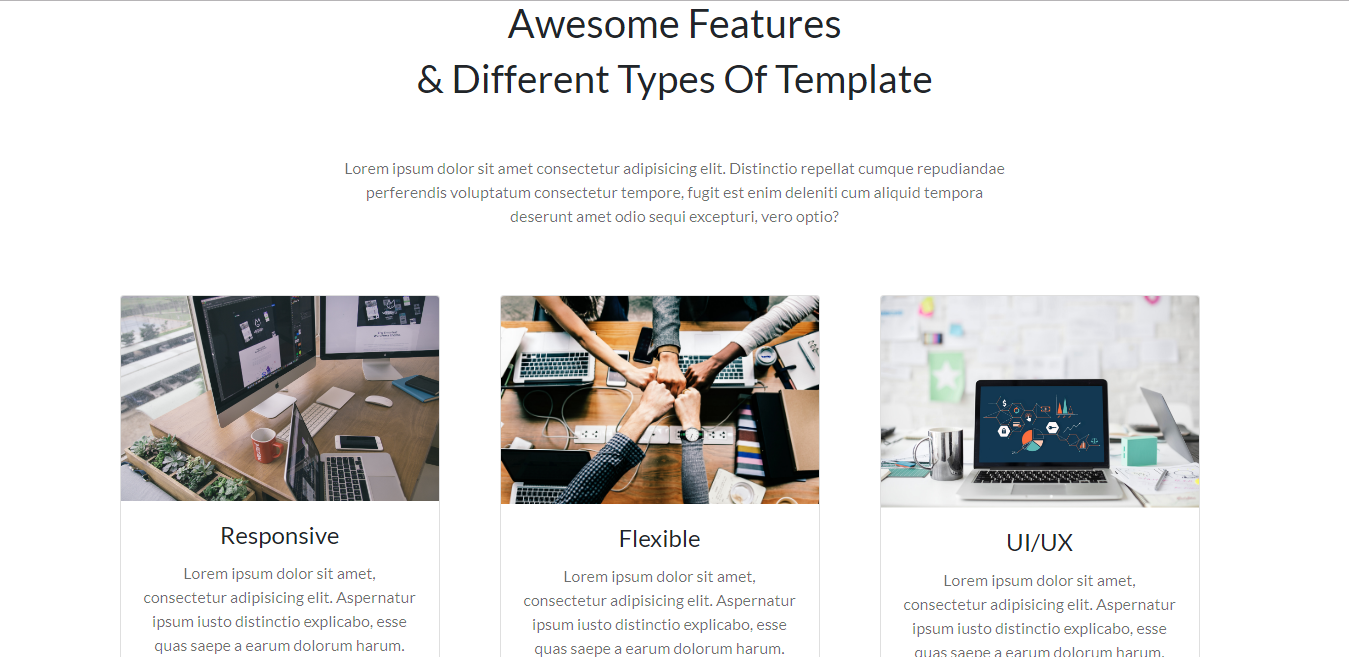 Awesome Features
& Different Types Of Template
Lorem ipsum dolor sit amet consectetur adipisicing elit. Distinctio repellat cumque repudiandae
perferendis voluptatum consectetur tempore, fugit est enim deleniti cum aliquid tempora
deserunt amet odio sequi excepturi, vero optio?
Responsive
Lorem ipsum dolor sit amet,
consectetur adipisicing elit. Aspernatur
ipsum iusto distinctio explicabo, esse
quas saepe a earum dolorum harum.
Flexible
Lorem ipsum dolor sit amet,
consectetur adipisicing elit. Aspernatur
ipsum iusto distinctio explicabo, esse
quas saepe a earum dolorum harum.
UI/UX
Lorem ipsum dolor sit amet,
consectetur adipisicing elit. Aspernatur
ipsum iusto distinctio explicabo, esse
quas saepe a earum dolorum harum.